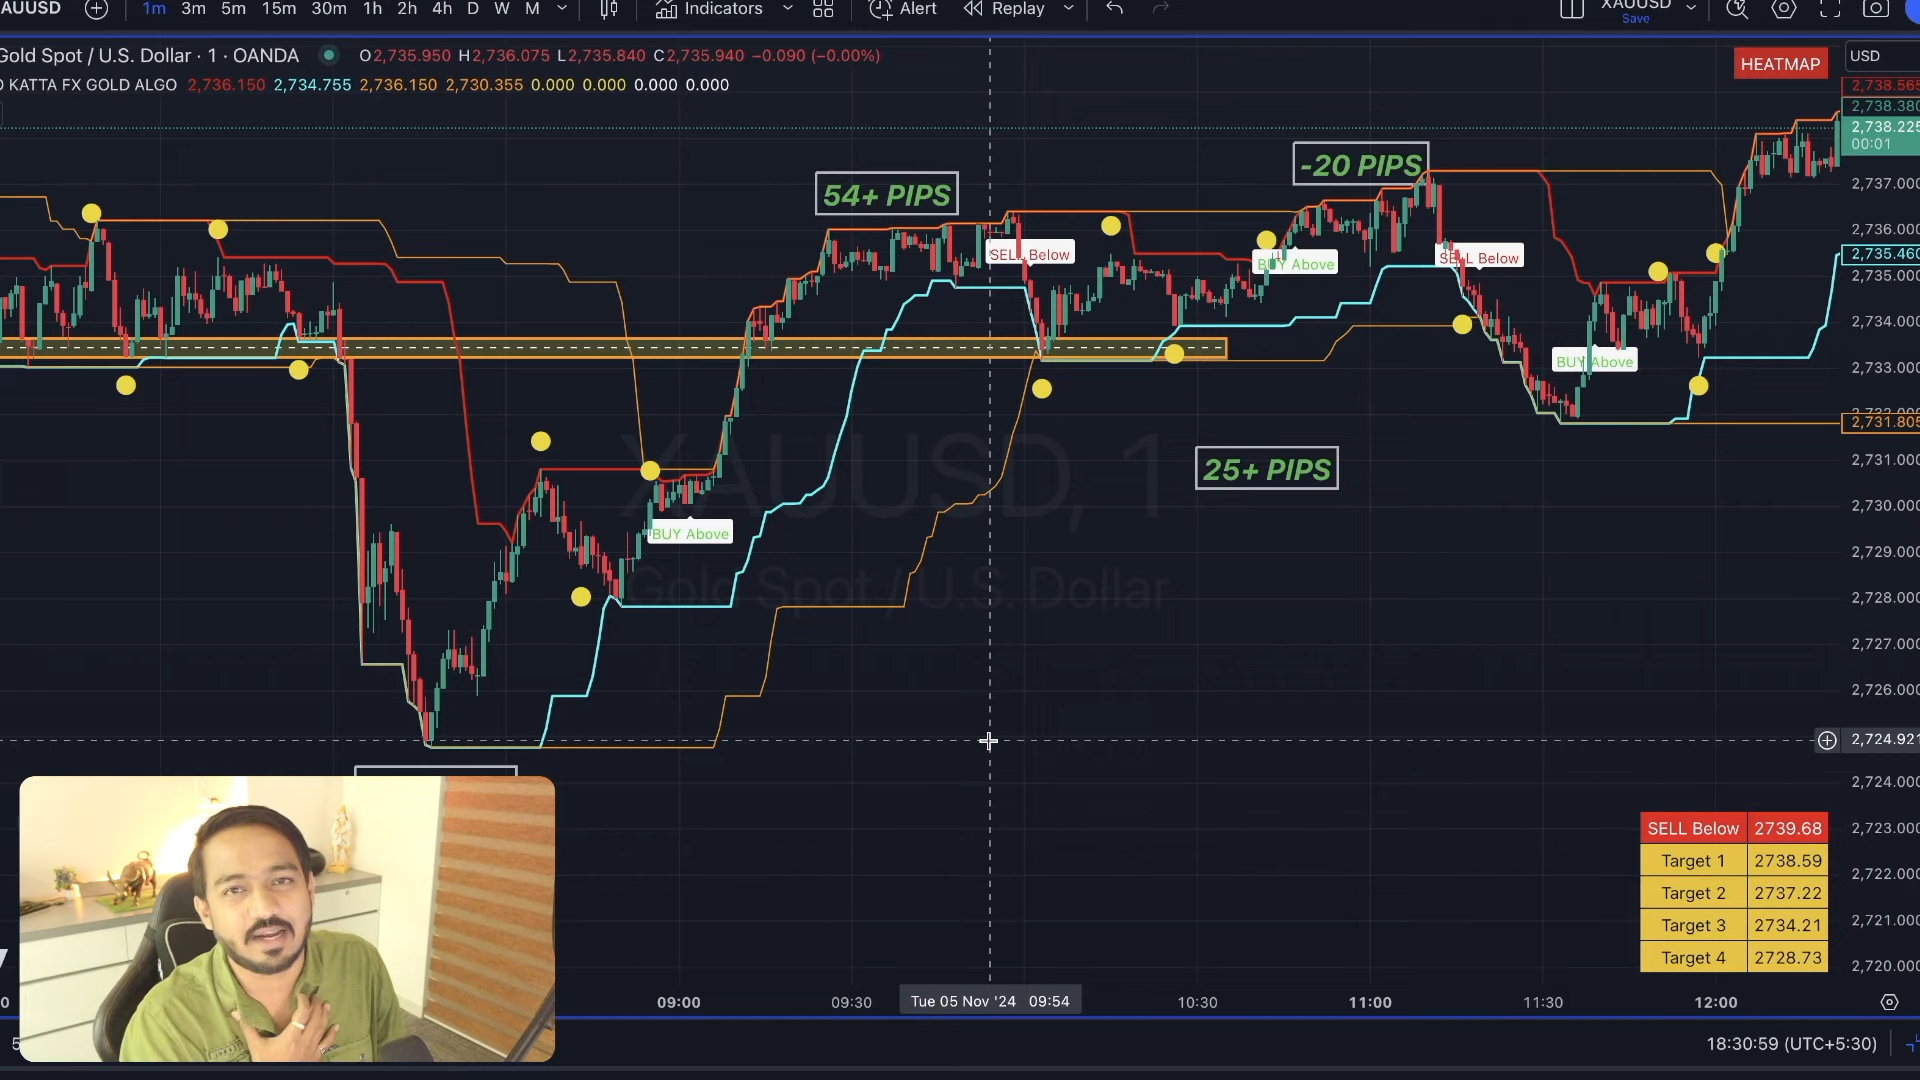 AUUSD 1m 3m 5m 15m 30m 1h 2h 4h D W M Indicators Alert Replay XAUUSD
Save
Gold Spot / U.S. Dollar · 1 · OANDA O2,735.950 H2,736.075 L2,735.840 C2,735.940 −0.090 (−0.00%)
KATTA FX GOLD ALGO 2,736.150 2,734.755 2,736.150 2,730.355 0.000 0.000 0.000 0.000
HEATMAP
USD
2,738.565
2,738.380
2,738.225
00:01
2,737.000
2,736.000
2,735.460
2,735.000
2,734.000
2,733.000
2,731.805
2,731.000
2,730.000
2,729.000
2,728.000
2,727.000
2,726.000
2,724.921
2,724.000
2,723.000
2,722.000
2,721.000
2,720.000
54+ PIPS
-20 PIPS
SELL Below
BUY Above
SELL Below
BUY Above
25+ PIPS
BUY Above
XAUUSD, 1
Gold Spot / U.S. Dollar
SELL Below 2739.68
Target 1 2738.59
Target 2 2737.22
Target 3 2734.21
Target 4 2728.73
09:00 09:30 Tue 05 Nov '24 09:54 10:30 11:00 11:30 12:00
18:30:59 (UTC+5:30)